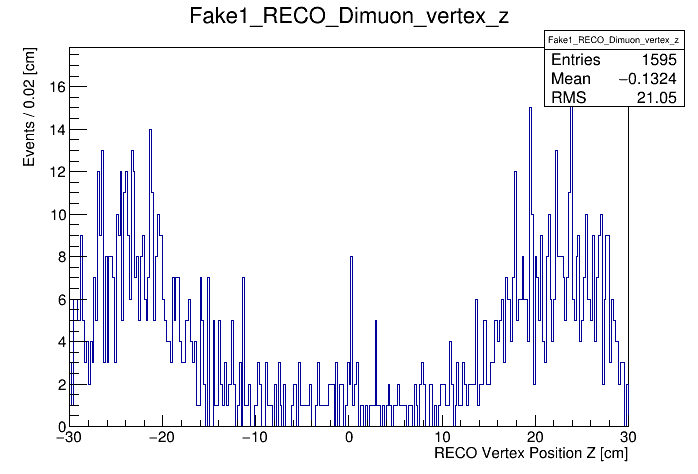 Fake1_RECO_Dimuon_vertex_z
Fake1_RECO_Dimuon_vertex_z
Entries 1595
Mean −0.1324
RMS 21.05
Events / 0.02 [cm]
16
14
12
10
8
6
4
2
0
−30 −20 −10 0 10 20 30
RECO Vertex Position Z [cm]